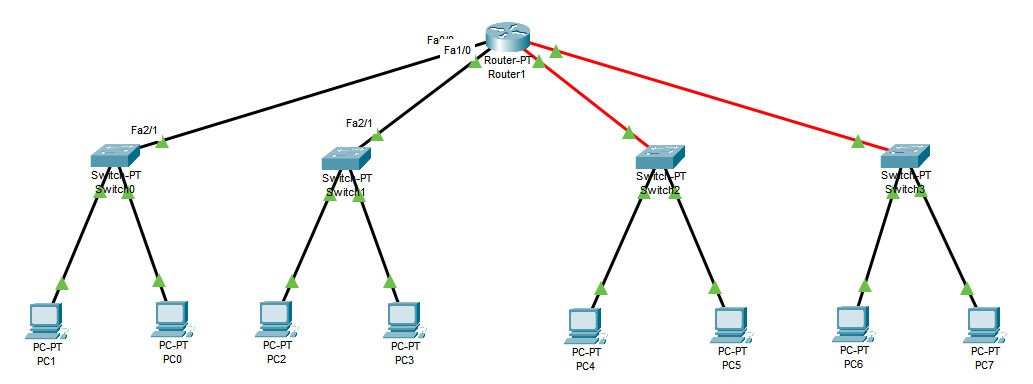 Fa0/0
Fa1/0
Router-PT
Router1
Fa2/1
Fa2/1
Switch-PT
Switch0
Switch-PT
Switch1
Switch-PT
Switch2
Switch-PT
Switch3
PC-PT
PC1
PC-PT
PC0
PC-PT
PC2
PC-PT
PC3
PC-PT
PC4
PC-PT
PC5
PC-PT
PC6
PC-PT
PC7